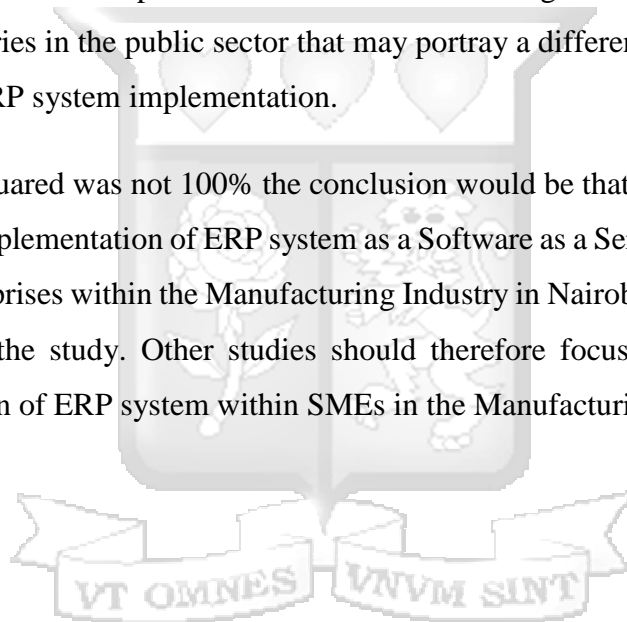 ries in the public sector that may portray a different
RP system implementation.
uared was not 100% the conclusion would be that
plementation of ERP system as a Software as a Ser
prises within the Manufacturing Industry in Nairob
the study. Other studies should therefore focus
n of ERP system within SMEs in the Manufacturi
VT OMNES VNVM SINT